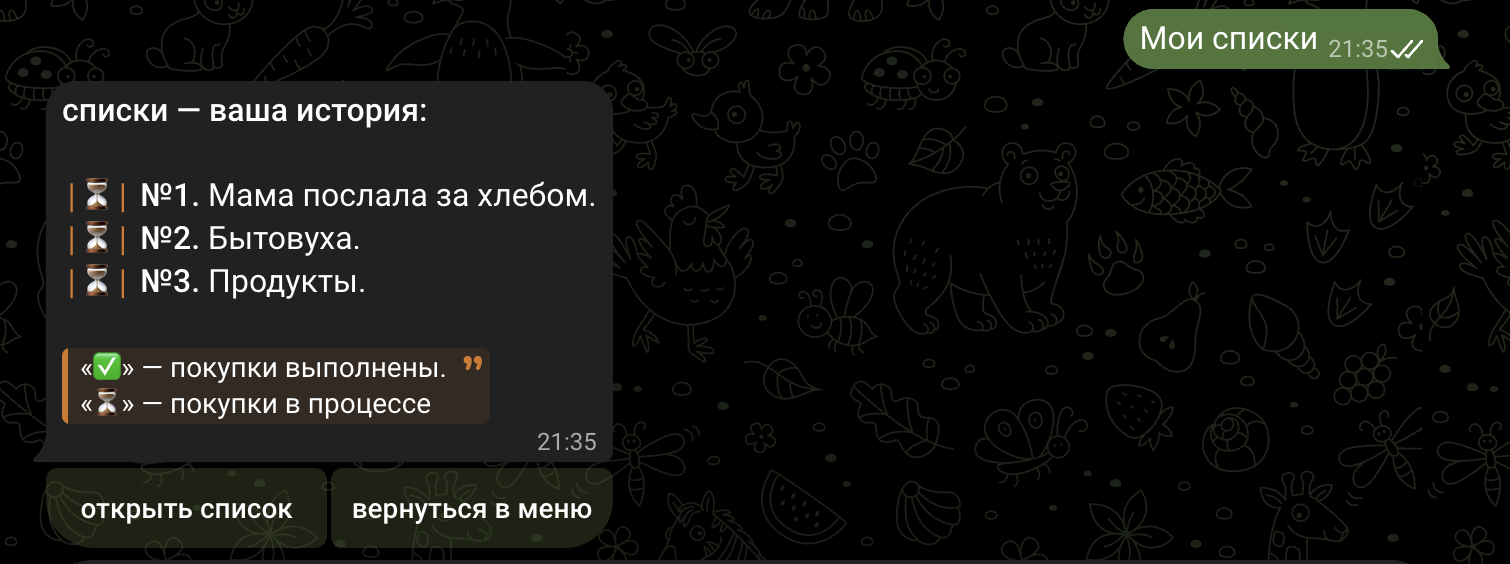 Мои списки 21:35
списки — ваша история:
|⏳| №1. Мама послала за хлебом.
|⏳| №2. Бытовуха.
|⏳| №3. Продукты.
«✅» — покупки выполнены.
«⏳» — покупки в процессе
21:35
открыть список
вернуться в меню